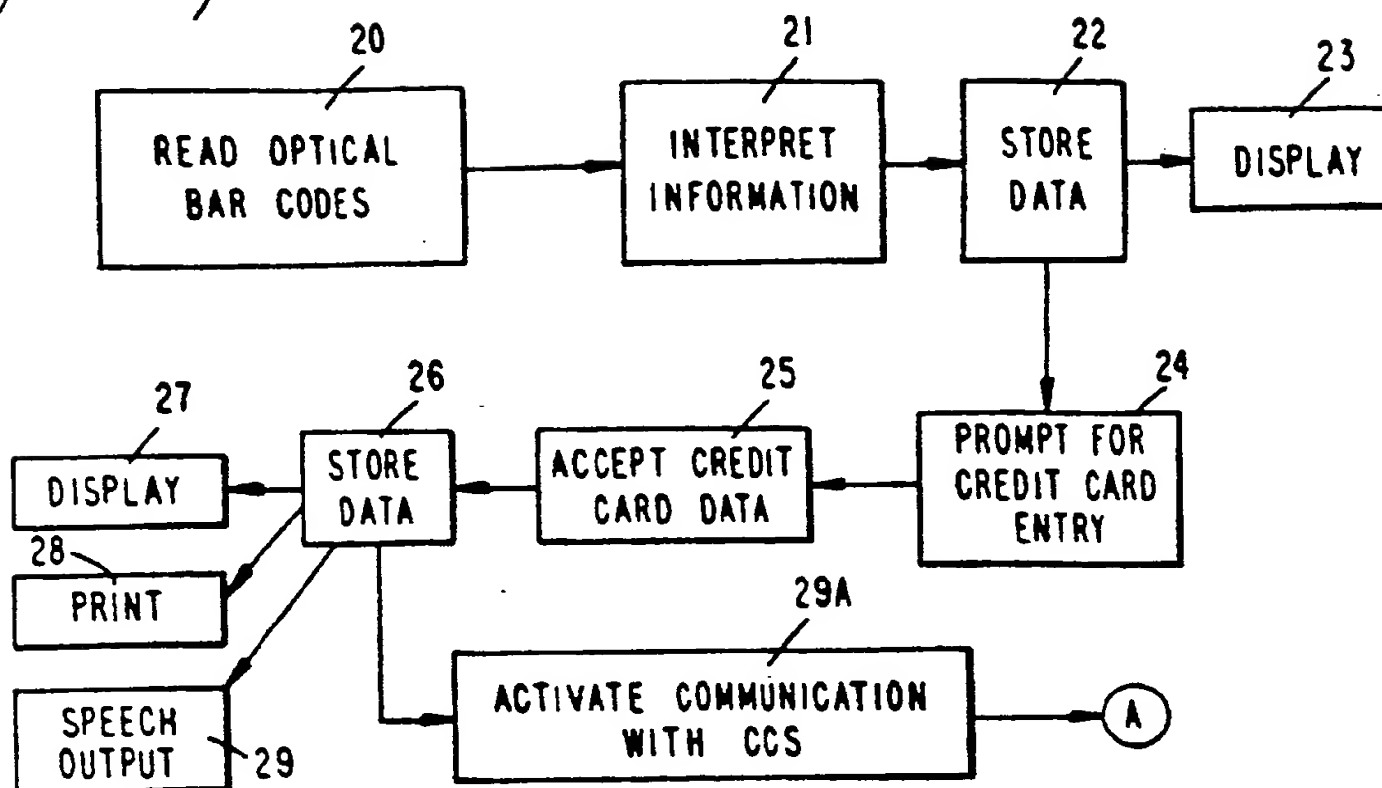 20
READ OPTICAL
BAR CODES
21
INTERPRET
INFORMATION
22
STORE
DATA
23
DISPLAY
24
PROMPT FOR
CREDIT CARD
ENTRY
25
ACCEPT CREDIT
CARD DATA
26
STORE
DATA
27
DISPLAY
28
PRINT
SPEECH
OUTPUT
29
29A
ACTIVATE COMMUNICATION
WITH CCS
A